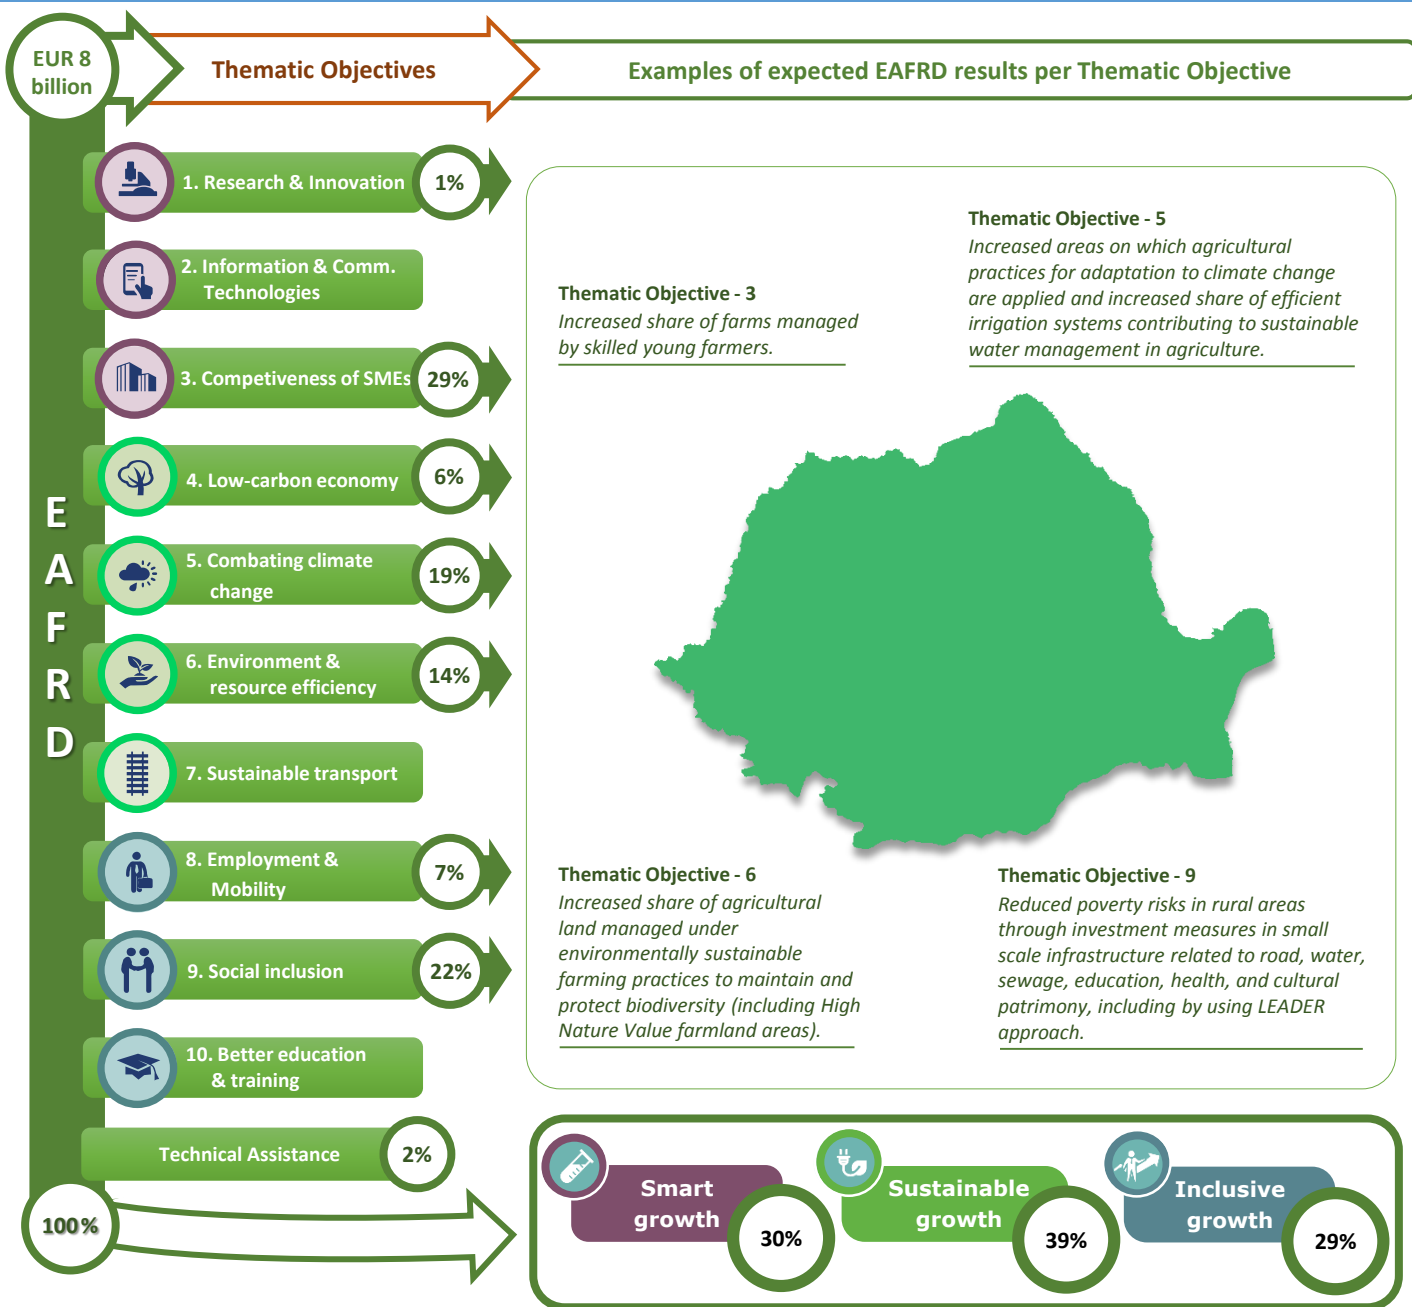 EUR 8
billion
Thematic Objectives
Examples of expected EAFRD results per Thematic Objective
E
A
F
R
D
1. Research & Innovation
1%
2. Information & Comm.
Technologies
3. Competiveness of SMEs
29%
4. Low-carbon economy
6%
5. Combating climate
change
19%
6. Environment &
resource efficiency
14%
7. Sustainable transport
8. Employment &
Mobility
7%
9. Social inclusion
22%
10. Better education
& training
Technical Assistance
2%
100%
Thematic Objective - 3
Increased share of farms managed
by skilled young farmers.
Thematic Objective - 5
Increased areas on which agricultural
practices for adaptation to climate change
are applied and increased share of efficient
irrigation systems contributing to sustainable
water management in agriculture.
Thematic Objective - 6
Increased share of agricultural
land managed under
environmentally sustainable
farming practices to maintain and
protect biodiversity (including High
Nature Value farmland areas).
Thematic Objective - 9
Reduced poverty risks in rural areas
through investment measures in small
scale infrastructure related to road, water,
sewage, education, health, and cultural
patrimony, including by using LEADER
approach.
Smart
growth
30%
Sustainable
growth
39%
Inclusive
growth
29%